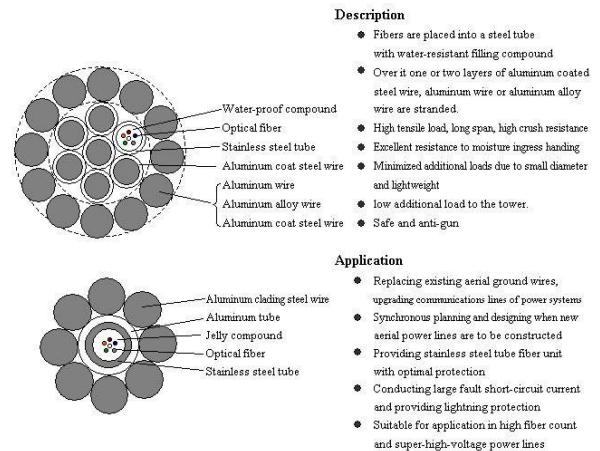 Description
Fibers are placed into a steel tube
with water-resistant filling compound
Over it one or two layers of aluminum coated
steel wire, aluminum wire or aluminum alloy
wire are stranded.
High tensile load, long span, high crush resistance
Excellent resistance to moisture ingress handing
Minimized additional loads due to small diameter
and lightweight
low additional load to the tower.
Safe and anti-gun
Water-proof compound
Optical fiber
Stainless steel tube
Aluminum coat steel wire
Aluminum wire
Aluminum alloy wire
Aluminum coat steel wire
Application
Replacing existing aerial ground wires,
upgrading communications lines of power systems
Synchronous planning and designing when new
aerial power lines are to be constructed
Providing stainless steel tube fiber unit
with optimal protection
Conducting large fault short-circuit current
and providing lightning protection
Suitable for application in high fiber count
and super-high-voltage power lines
Aluminum clading steel wire
Aluminum tube
Jelly compound
Optical fiber
Stainless steel tube